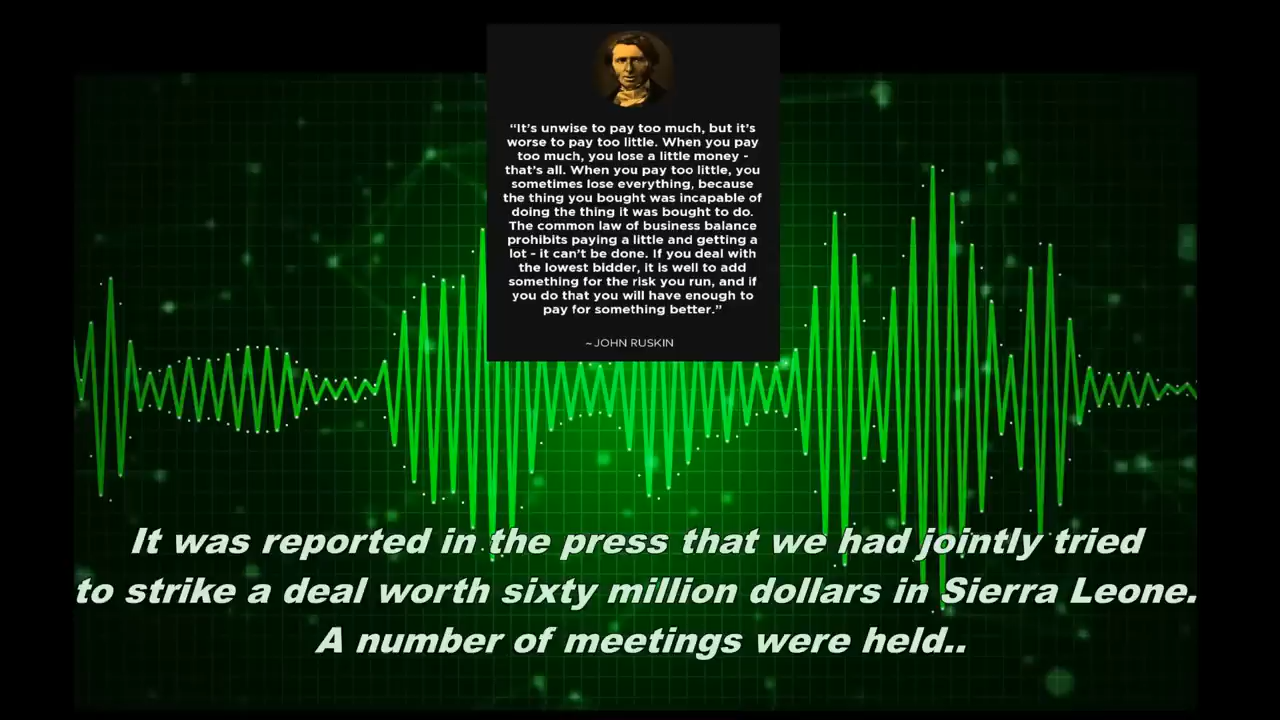 “It’s unwise to pay too much, but it’s
worse to pay too little. When you pay
too much, you lose a little money -
that’s all. When you pay too little, you
sometimes lose everything, because
the thing you bought was incapable of
doing the thing it was bought to do.
The common law of business balance
prohibits paying a little and getting a
lot - it can’t be done. If you deal with
the lowest bidder, it is well to add
something for the risk you run, and if
you do that you will have enough to
pay for something better.”
~JOHN RUSKIN
It was reported in the press that we had jointly tried
to strike a deal worth sixty million dollars in Sierra Leone.
A number of meetings were held..